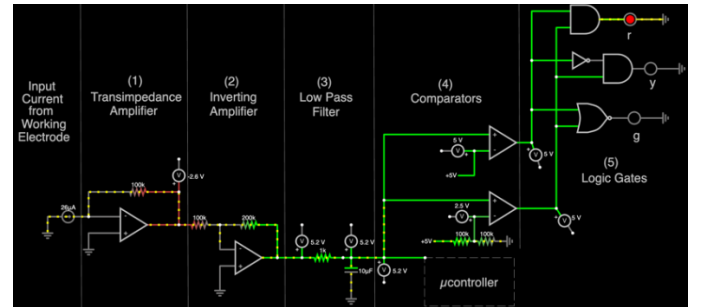 Input
Current
from
Working
Electrode
(1)
Transimpedance
Amplifier
(2)
Inverting
Amplifier
(3)
Low Pass
Filter
(4)
Comparators
(5)
Logic Gates
r
y
g
26µA
100k
V
-2.6 V
100k
200k
V
5.2 V
1k
V
5.2 V
10µF
V
5.2 V
5 V
V
+5V
V
5 V
2.5 V
V
+5V
100k
100k
V
5 V
µcontroller